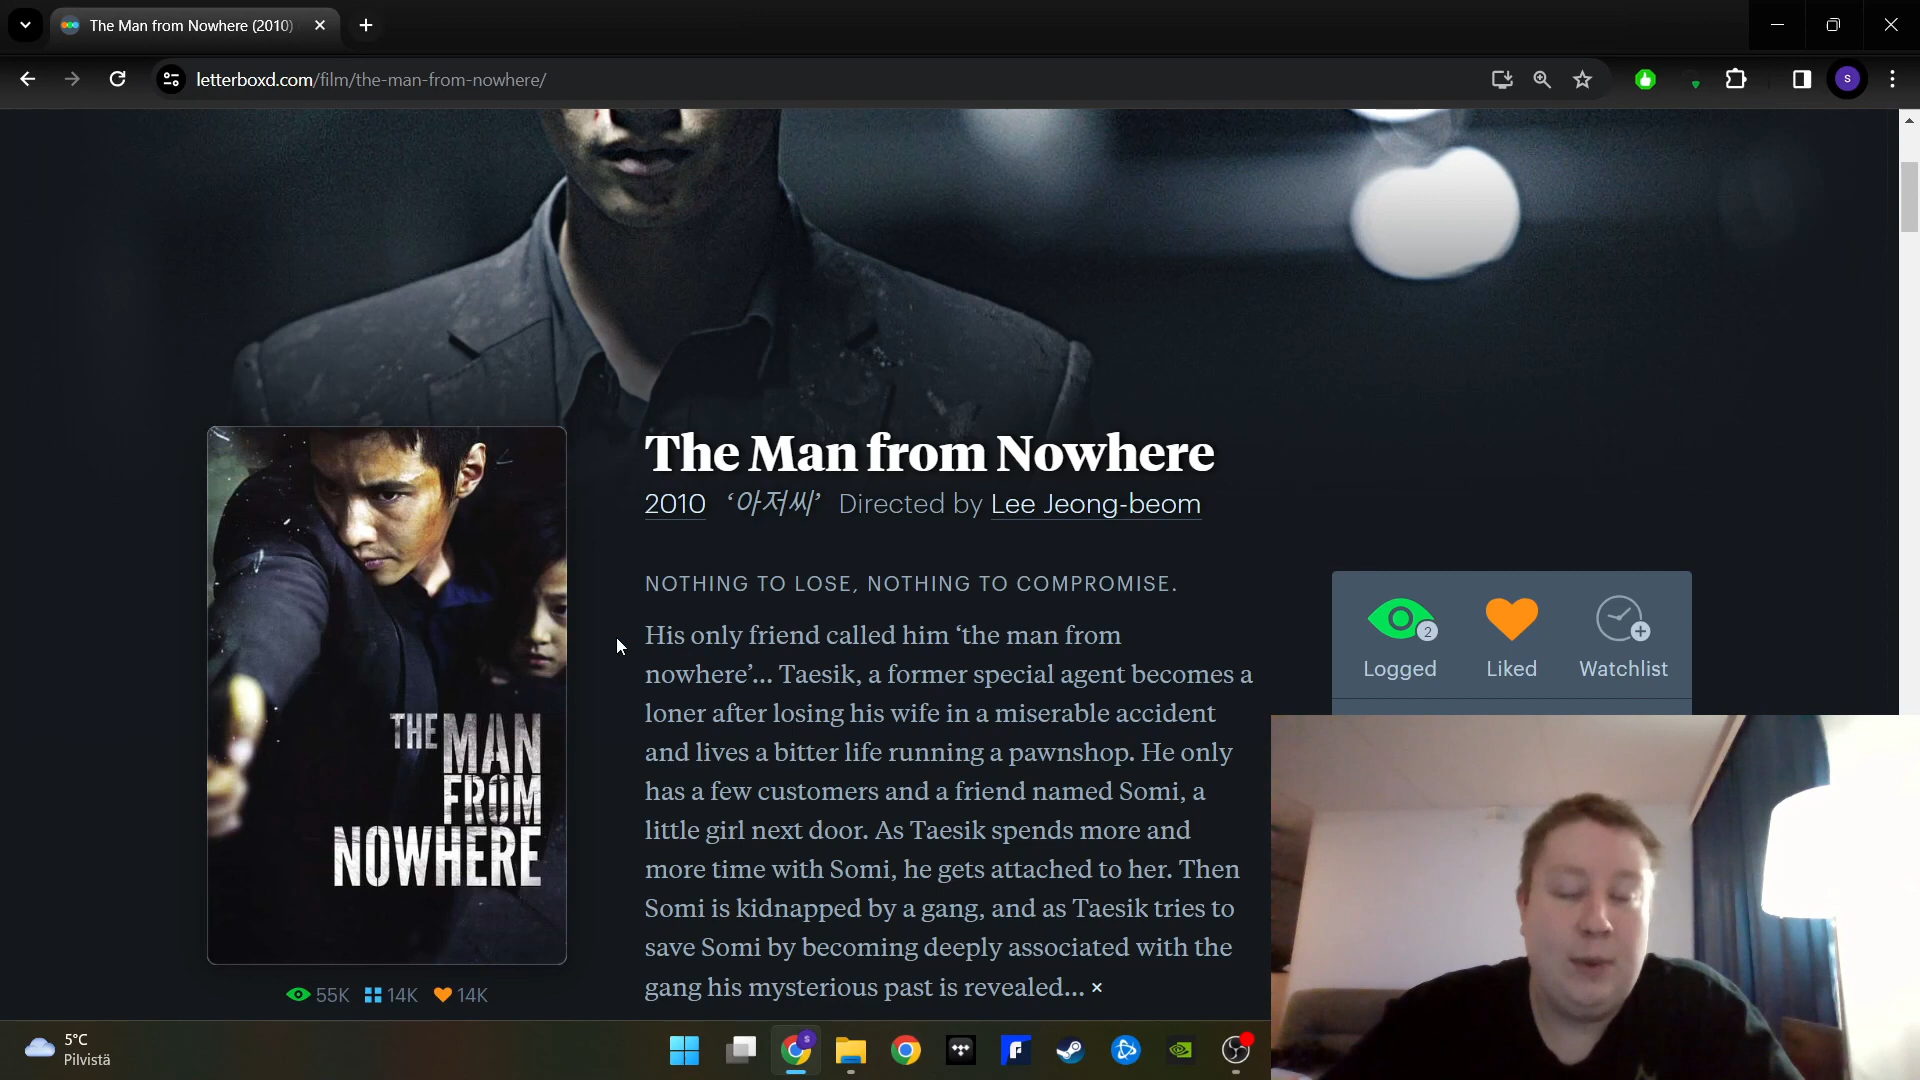 The Man from Nowhere (2010)
letterboxd.com/film/the-man-from-nowhere/
S
The Man from Nowhere
2010 ‘아저씨’ Directed by Lee Jeong-beom
NOTHING TO LOSE, NOTHING TO COMPROMISE.
His only friend called him ‘the man from
nowhere’... Taesik, a former special agent becomes a
loner after losing his wife in a miserable accident
and lives a bitter life running a pawnshop. He only
has a few customers and a friend named Somi, a
little girl next door. As Taesik spends more and
more time with Somi, he gets attached to her. Then
Somi is kidnapped by a gang, and as Taesik tries to
save Somi by becoming deeply associated with the
gang his mysterious past is revealed... ×
THE MAN
FROM
NOWHERE
55K 14K 14K
2
Logged Liked Watchlist
5°C
Pilvistä